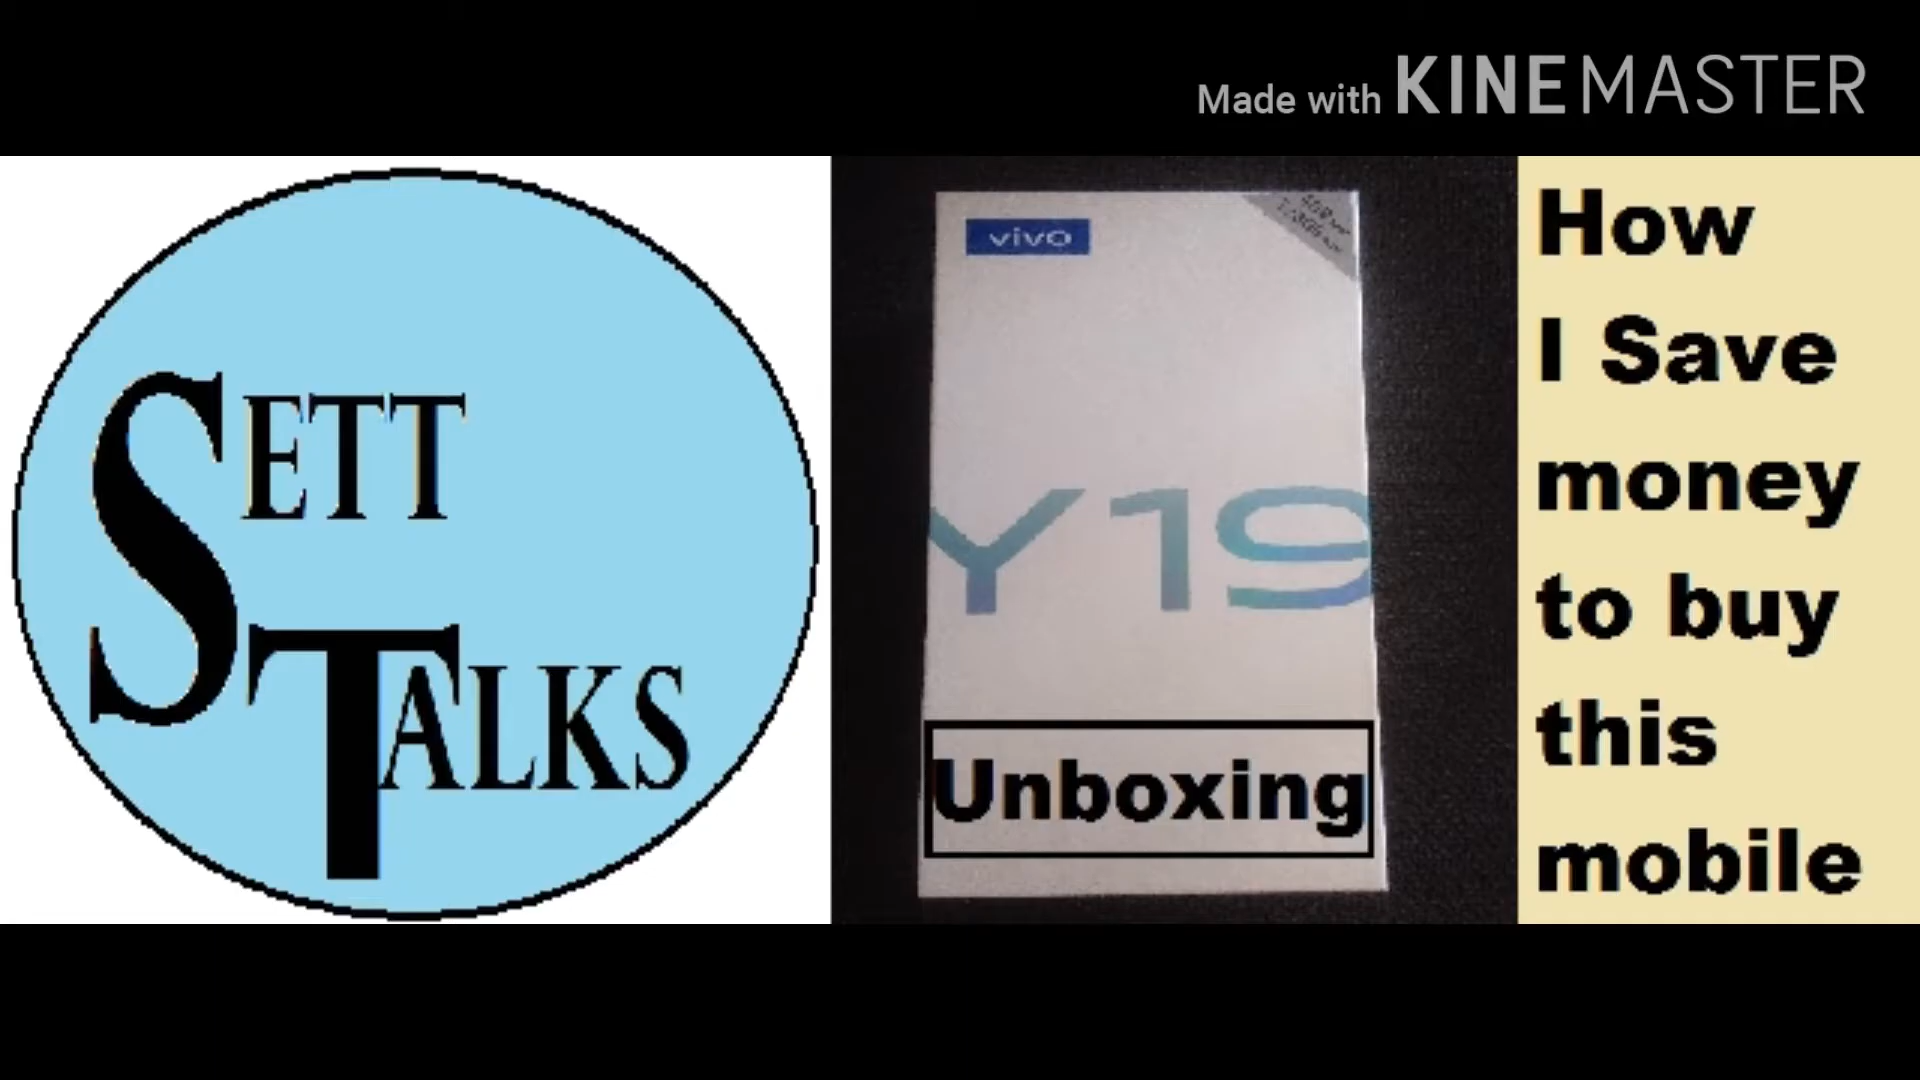 Made with KINEMASTER
SETT
TALKS
vivo
Y19
Unboxing
How
I Save
money
to buy
this
mobile